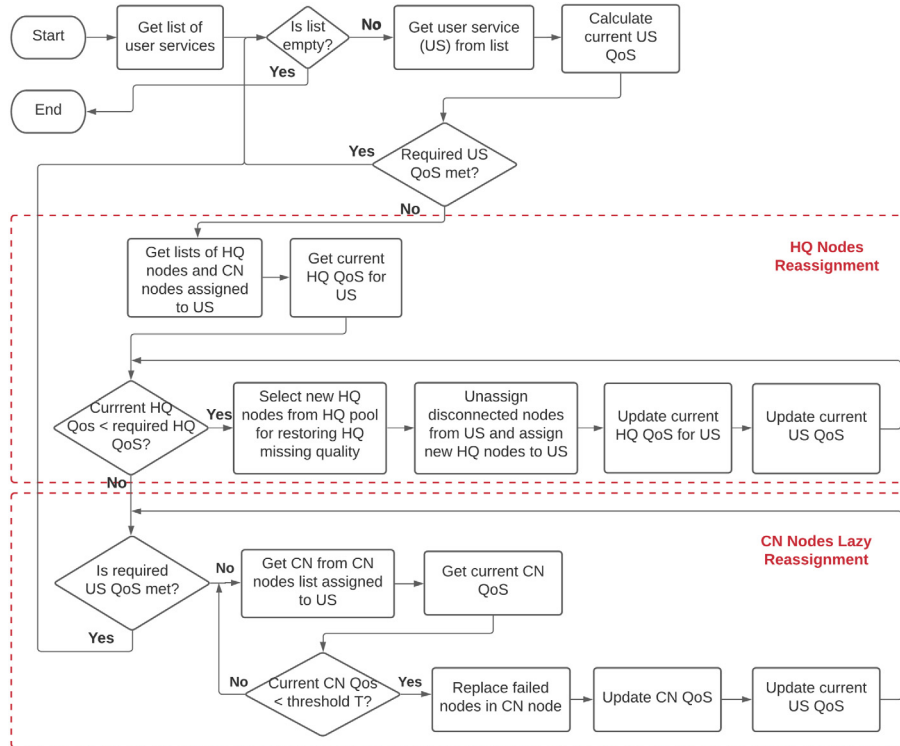 Start
Get list of
user services
Is list
empty?
No
Get user service
(US) from list
Calculate
current US
QoS
Yes
End
Yes
Required US
QoS met?
No
HQ Nodes
Reassignment
Get lists of HQ
nodes and CN
nodes assigned
to US
Get current
HQ QoS for
US
Currrent HQ
Qos < required HQ
QoS?
Yes
Select new HQ
nodes from HQ pool
for restoring HQ
missing quality
Unassign
disconnected nodes
from US and assign
new HQ nodes to US
Update current
HQ QoS for US
Update current
US QoS
No
CN Nodes Lazy
Reassignment
Is required
US QoS met?
No
Get CN from CN
nodes list assigned
to US
Get current CN
QoS
Yes
No
Current CN Qos
< threshold T?
Yes
Replace failed
nodes in CN node
Update CN QoS
Update current
US QoS